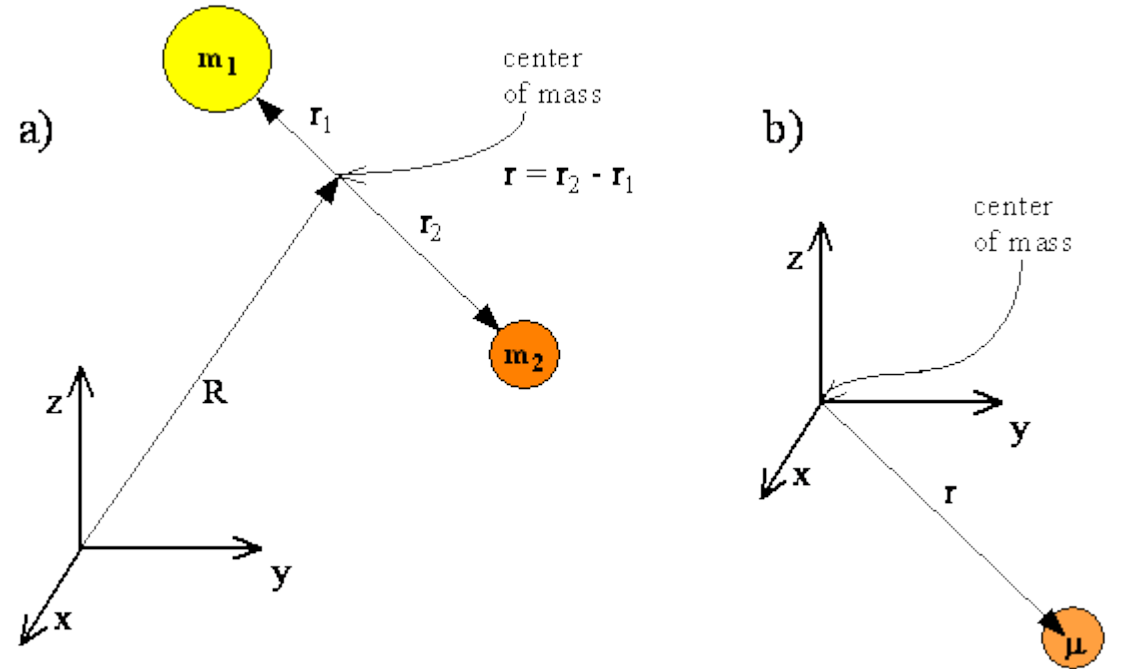 a)
m1
r1
center
of mass
r = r2 - r1
r2
m2
R
z
y
x
b)
center
of mass
z
y
x
r
μ